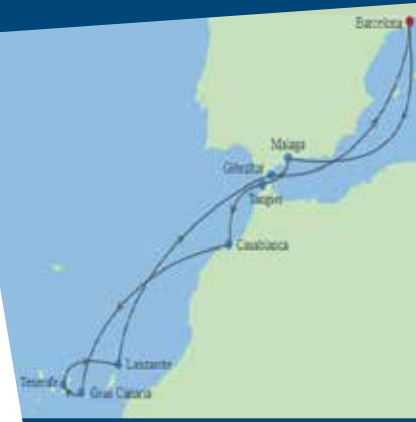 Barcelona
Malaga
Gibraltar
Tanger
Casablanca
Lanzarote
Tenerife
Gran Canaria